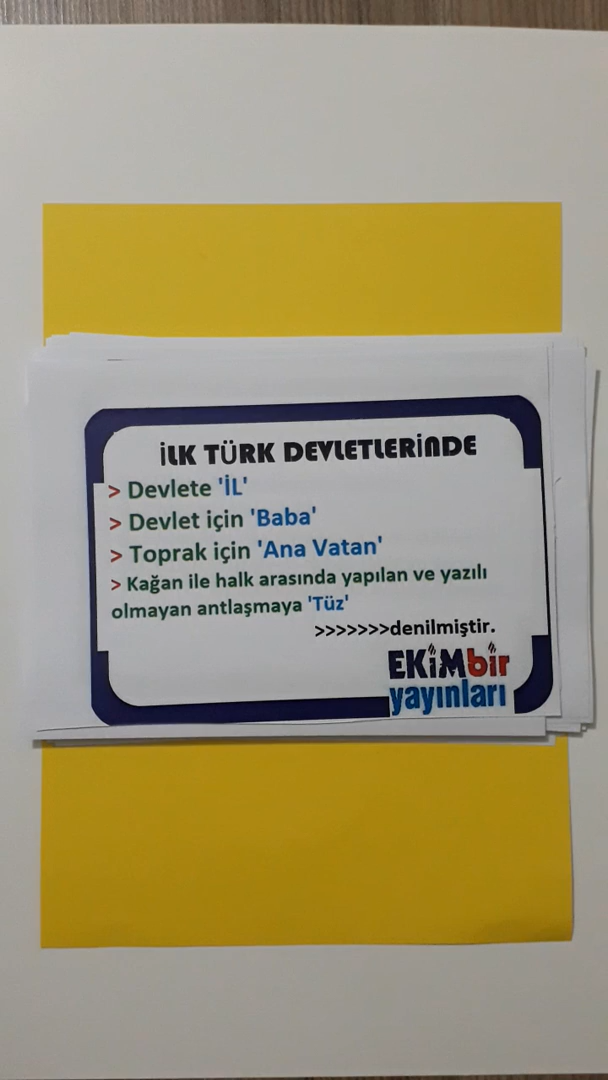 İLK TÜRK DEVLETLERİNDE
> Devlete 'İL'
> Devlet için 'Baba'
> Toprak için 'Ana Vatan'
> Kağan ile halk arasında yapılan ve yazılı
olmayan antlaşmaya 'Tüz'
>>>>>>>denilmiştir.
EKİMbir
yayınları